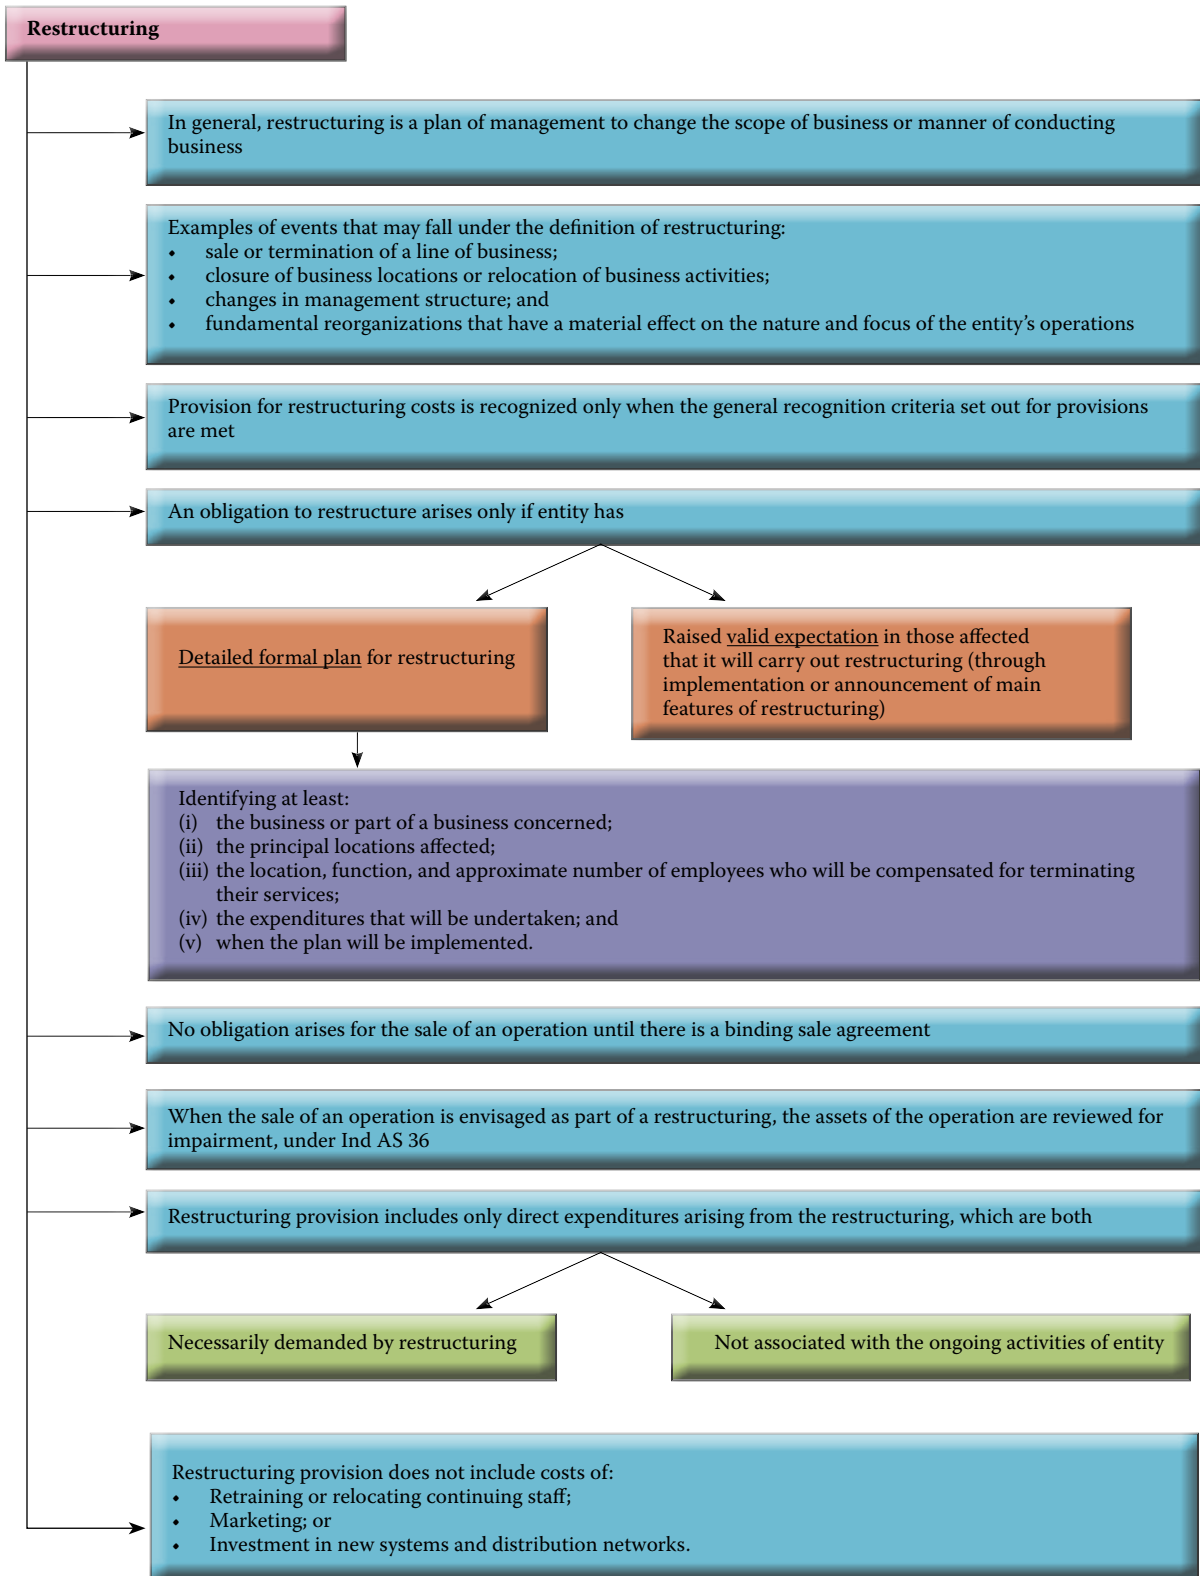 Restructuring
In general, restructuring is a plan of management to change the scope of business or manner of conducting
business
Examples of events that may fall under the definition of restructuring:
• sale or termination of a line of business;
• closure of business locations or relocation of business activities;
• changes in management structure; and
• fundamental reorganizations that have a material effect on the nature and focus of the entity's operations
Provision for restructuring costs is recognized only when the general recognition criteria set out for provisions
are met
An obligation to restructure arises only if entity has
Detailed formal plan for restructuring
Raised valid expectation in those affected
that it will carry out restructuring (through
implementation or announcement of main
features of restructuring)
Identifying at least:
(i) the business or part of a business concerned;
(ii) the principal locations affected;
(iii) the location, function, and approximate number of employees who will be compensated for terminating
their services;
(iv) the expenditures that will be undertaken; and
(v) when the plan will be implemented.
No obligation arises for the sale of an operation until there is a binding sale agreement
When the sale of an operation is envisaged as part of a restructuring, the assets of the operation are reviewed for
impairment, under Ind AS 36
Restructuring provision includes only direct expenditures arising from the restructuring, which are both
Necessarily demanded by restructuring
Not associated with the ongoing activities of entity
Restructuring provision does not include costs of:
• Retraining or relocating continuing staff;
• Marketing; or
• Investment in new systems and distribution networks.